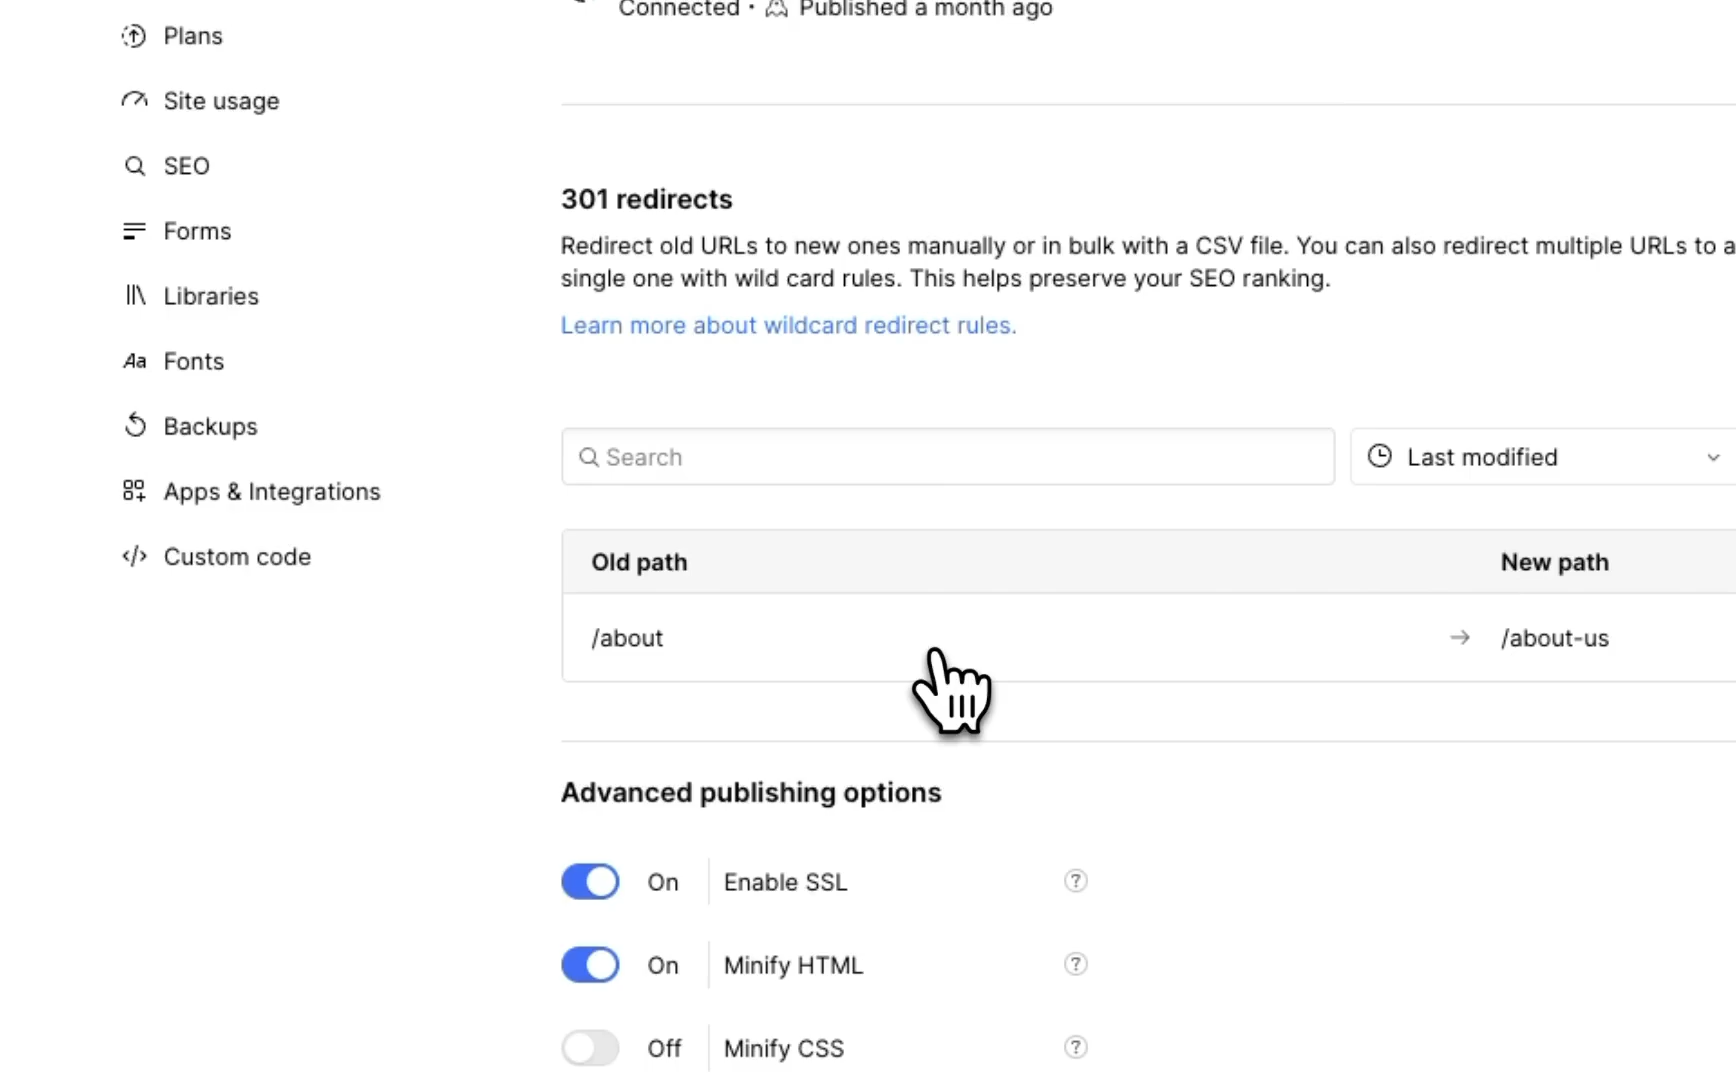 Connected • Published a month ago
Plans
Site usage
SEO
Forms
Libraries
Aa Fonts
Backups
Apps & Integrations
</> Custom code
301 redirects
Redirect old URLs to new ones manually or in bulk with a CSV file. You can also redirect multiple URLs to a
single one with wild card rules. This helps preserve your SEO ranking.
Learn more about wildcard redirect rules.
Search
Last modified
Old path
New path
/about → /about-us
Advanced publishing options
On Enable SSL ?
On Minify HTML ?
Off Minify CSS ?